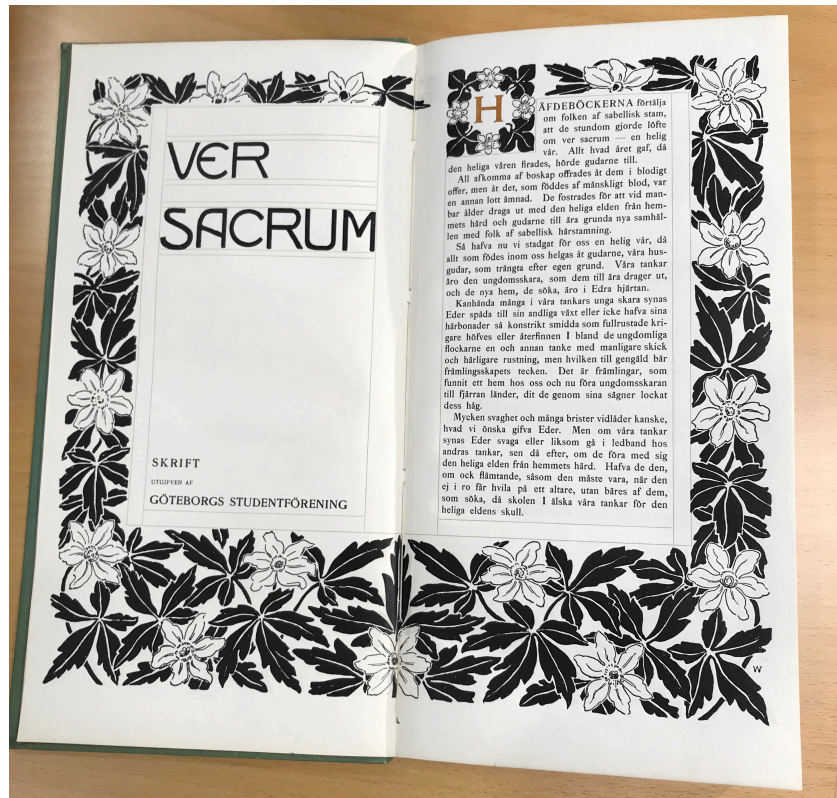 VER
SACRUM
SKRIFT
UTGIFVEN AF
GÖTEBORGS STUDENTFÖRENING
HÄFDEBÖCKERNA förtälja
om folken af sabellisk stam,
att de stundom gjorde löfte
om ver sacrum — en helig
vår. Allt hvad året gaf, då
den heliga våren firades, hörde gudarne till.
All afkomma af boskap offrades åt dem i blodigt
offer, men åt det, som föddes af mänskligt blod, var
en annan lott ämnad. De fostrades för att vid man-
bar ålder draga ut med den heliga elden från hem-
mets härd och gudarne till ära grunda nya samhäl-
len med folk af sabellisk härstamning.
Så hafva nu vi stadgat för oss en helig vår, då
allt som födes inom oss helgas åt gudarne, våra hus-
gudar, som trängta efter egen grund. Våra tankar
äro den ungdomsskara, som dem till ära drager ut,
och de nya hem, de söka, äro i Edra hjärtan.
Kanhända många i våra tankars unga skara synas
Eder späda till sin andliga växt eller icke hafva sina
härbonader så konstrikt smidda som fullrustade kri-
gare höfves eller återfinnen I bland de ungdomliga
flockarne en och annan tanke med manligare skick
och härligare rustning, men hvilken till gengäld bär
främlingsskapets tecken. Det är främlingar, som
funnit ett hem hos oss och nu föra ungdomsskaran
till fjärran länder, dit de genom sina sägner lockat
dess håg.
Mycken svaghet och många brister vidlåder kanske,
hvad vi önska gifva Eder. Men om våra tankar
synas Eder svaga eller liksom gå i ledband hos
andras tankar, sen då efter, om de föra med sig
den heliga elden från hemmets härd. Hafva de den,
om ock flämtande, såsom den måste vara, när den
ej i ro får hvila på ett altare, utan bäres af dem,
som söka, då skolen I älska våra tankar för den
heliga eldens skull.
W